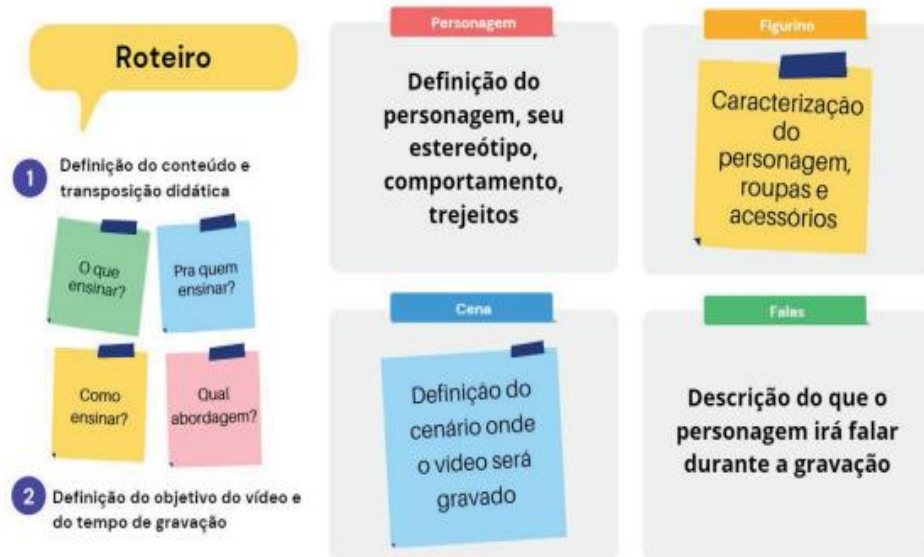 Roteiro
1
Definição do conteúdo e
transposição didática
O que
ensinar?
Pra quem
ensinar?
Como
ensinar?
Qual
abordagem?
2
Definição do objetivo do vídeo e
do tempo de gravação
Personagem
Definição do
personagem, seu
estereótipo,
comportamento,
trejeitos
Figurino
Caracterização
do
personagem,
roupas e
acessórios
Cena
Definição do
cenário onde
o vídeo será
gravado
Falas
Descrição do que o
personagem irá falar
durante a gravação